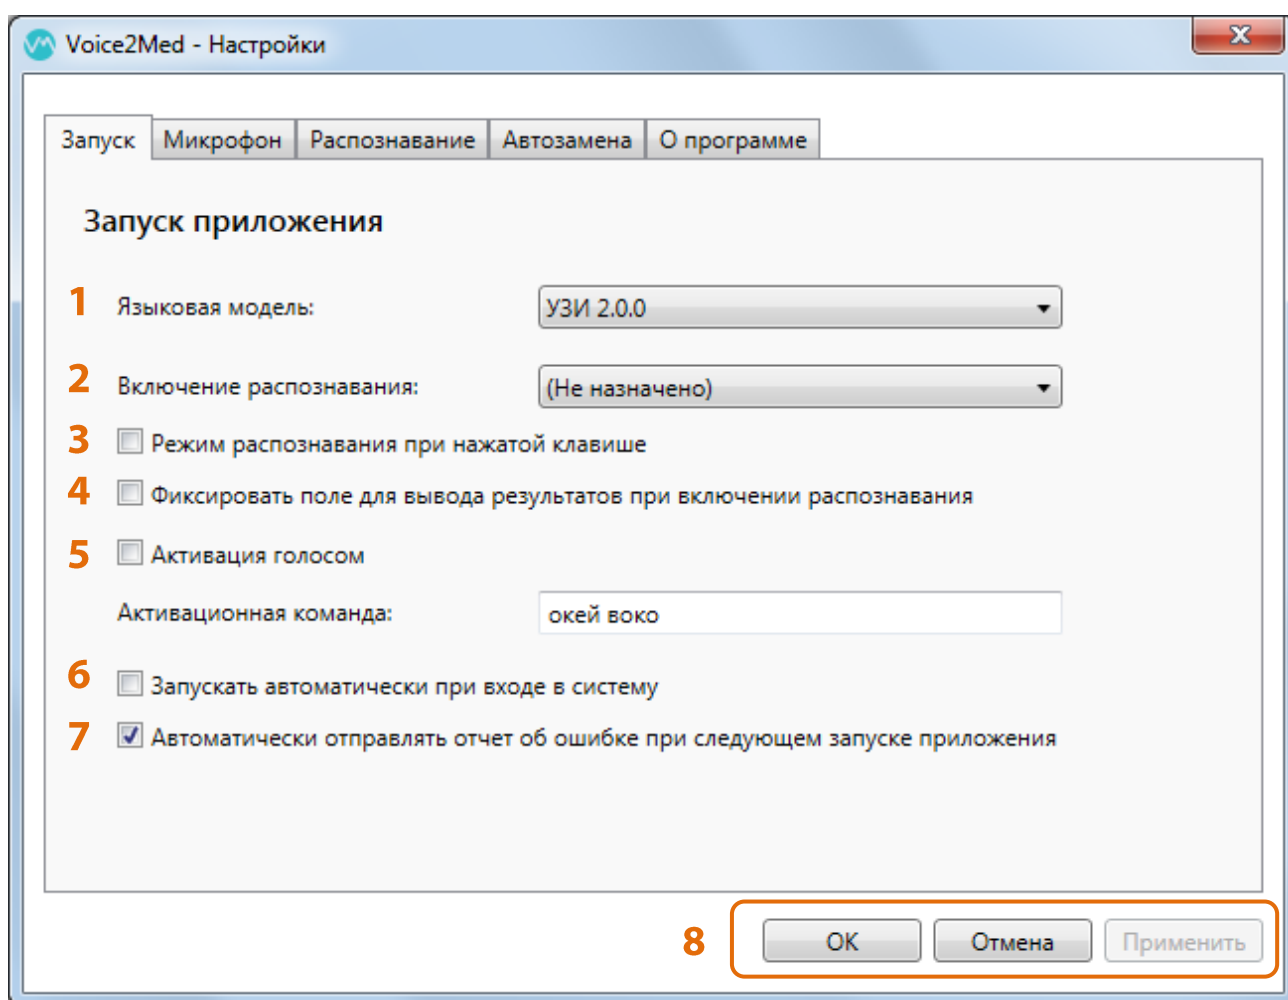 Voice2Med - Настройки
Запуск Микрофон Распознавание Автозамена О программе
Запуск приложения
1 Языковая модель: УЗИ 2.0.0
2 Включение распознавания: (Не назначено)
3 Режим распознавания при нажатой клавише
4 Фиксировать поле для вывода результатов при включении распознавания
5 Активация голосом
Активационная команда: окей воко
6 Запускать автоматически при входе в систему
7 Автоматически отправлять отчет об ошибке при следующем запуске приложения
8 ОК Отмена Применить